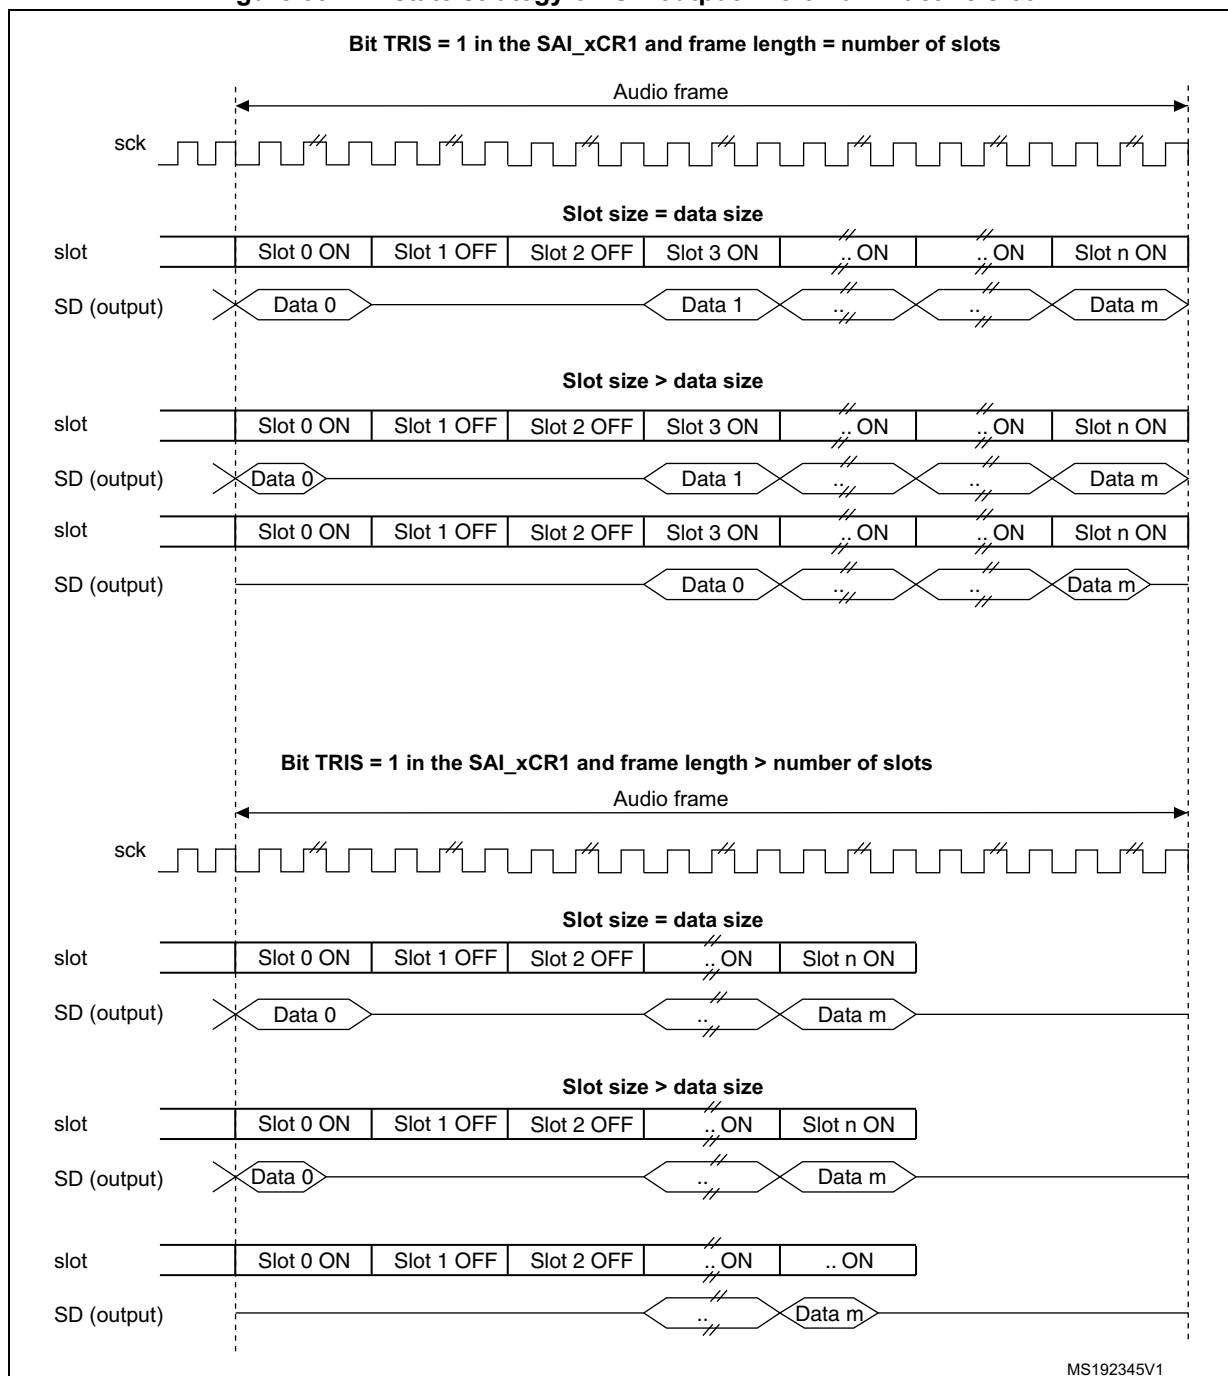 Bit TRIS = 1 in the SAI_xCR1 and frame length = number of slots
Audio frame
sck
Slot size = data size
slot Slot 0 ON Slot 1 OFF Slot 2 OFF Slot 3 ON .. ON .. ON Slot n ON
SD (output) Data 0 Data 1 .. .. Data m
Slot size > data size
slot Slot 0 ON Slot 1 OFF Slot 2 OFF Slot 3 ON .. ON .. ON Slot n ON
SD (output) Data 0 Data 1 .. .. Data m
slot Slot 0 ON Slot 1 OFF Slot 2 OFF Slot 3 ON .. ON .. ON Slot n ON
SD (output) Data 0 .. .. Data m
Bit TRIS = 1 in the SAI_xCR1 and frame length > number of slots
Audio frame
sck
Slot size = data size
slot Slot 0 ON Slot 1 OFF Slot 2 OFF .. ON Slot n ON
SD (output) Data 0 .. Data m
Slot size > data size
slot Slot 0 ON Slot 1 OFF Slot 2 OFF .. ON Slot n ON
SD (output) Data 0 .. Data m
slot Slot 0 ON Slot 1 OFF Slot 2 OFF .. ON .. ON
SD (output) .. Data m
MS192345V1